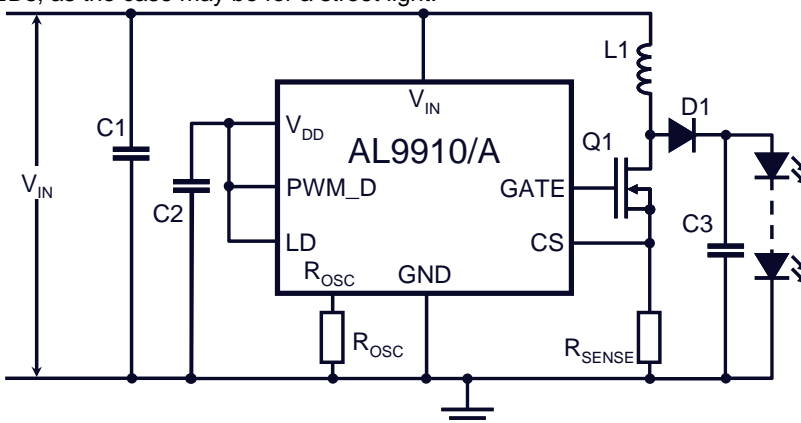 as the case may be for a street light.
L1
V_IN
D1
C1
V_DD
AL9910/A
Q1
V_IN
PWM_D
GATE
C2
C3
LD
CS
R_OSC
GND
R_OSC
R_SENSE